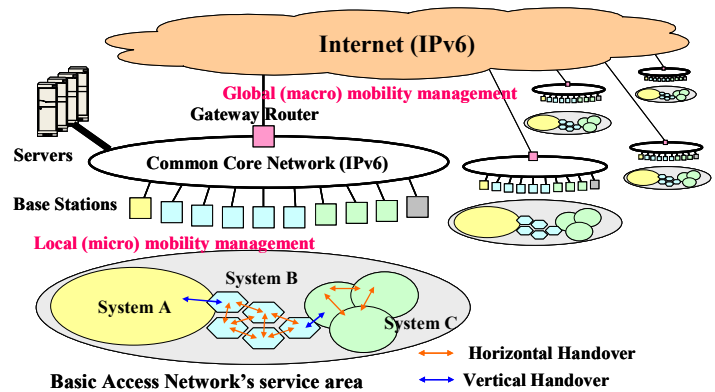 Internet (IPv6)
Global (macro) mobility management
Gateway Router
Servers
Common Core Network (IPv6)
Base Stations
Local (micro) mobility management
System B
System A
System C
Horizontal Handover
Basic Access Network's service area
Vertical Handover